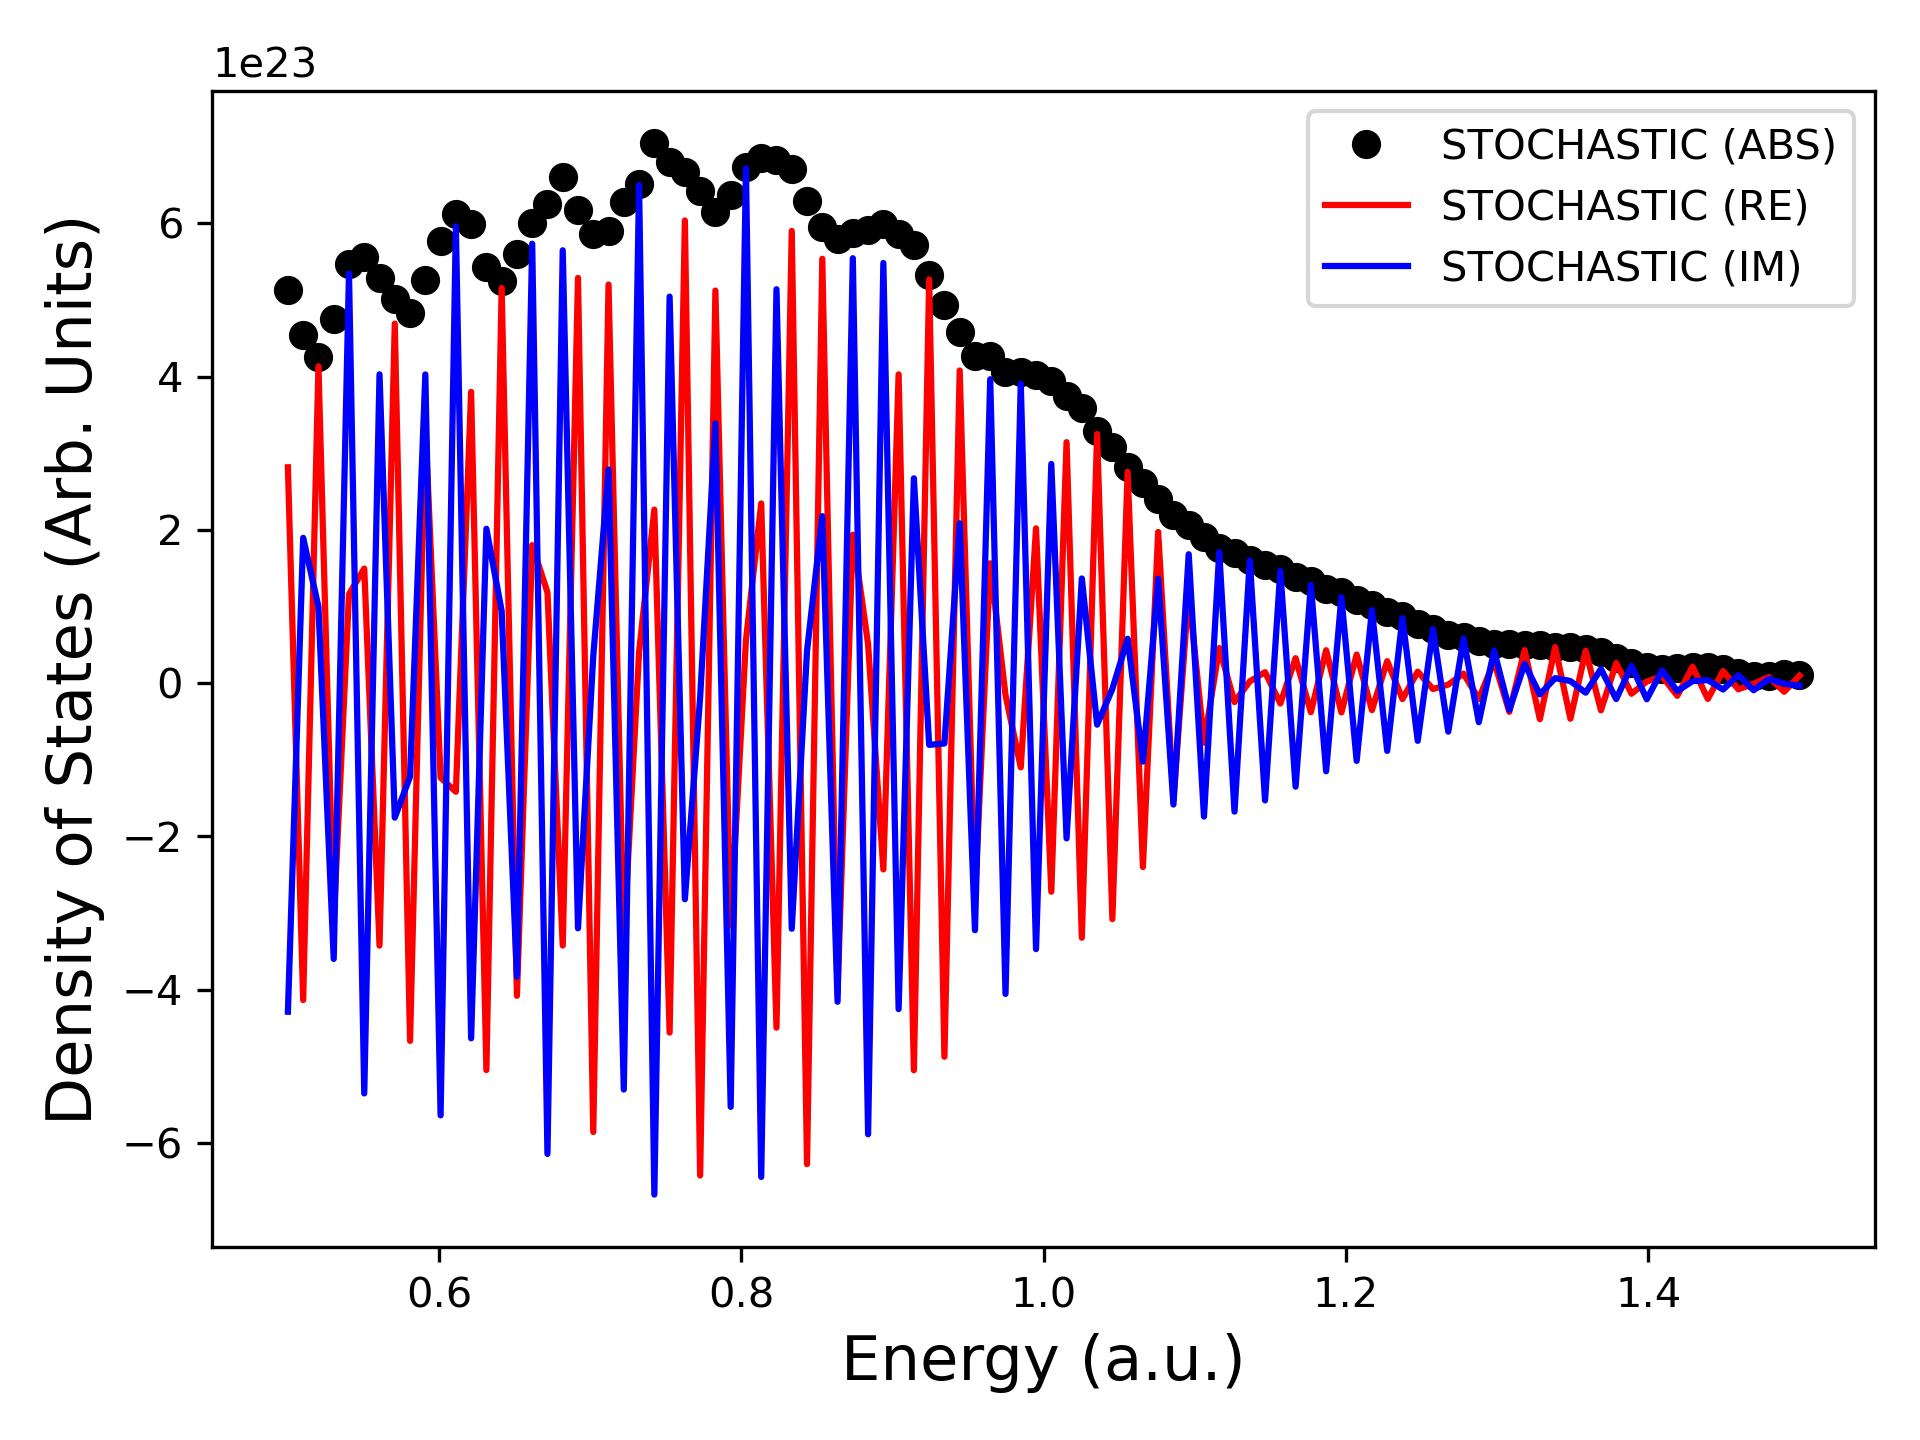 1e23
STOCHASTIC (ABS)
STOCHASTIC (RE)
STOCHASTIC (IM)
Density of States (Arb. Units)
6
4
2
0
−2
−4
−6
0.6 0.8 1.0 1.2 1.4
Energy (a.u.)